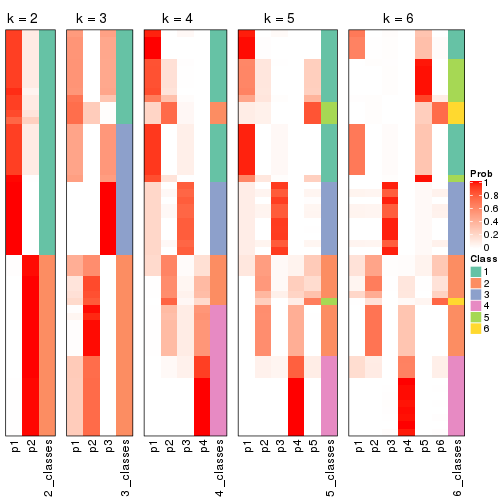 k = 2
k = 3
k = 4
k = 5
k = 6
Prob
1
0.8
0.6
0.4
0.2
0
Class
1
2
3
4
5
6
p1
p2
2_classes
p1
p2
p3
3_classes
p1
p2
p3
p4
4_classes
p1
p2
p3
p4
p5
5_classes
p1
p2
p3
p4
p5
p6
6_classes